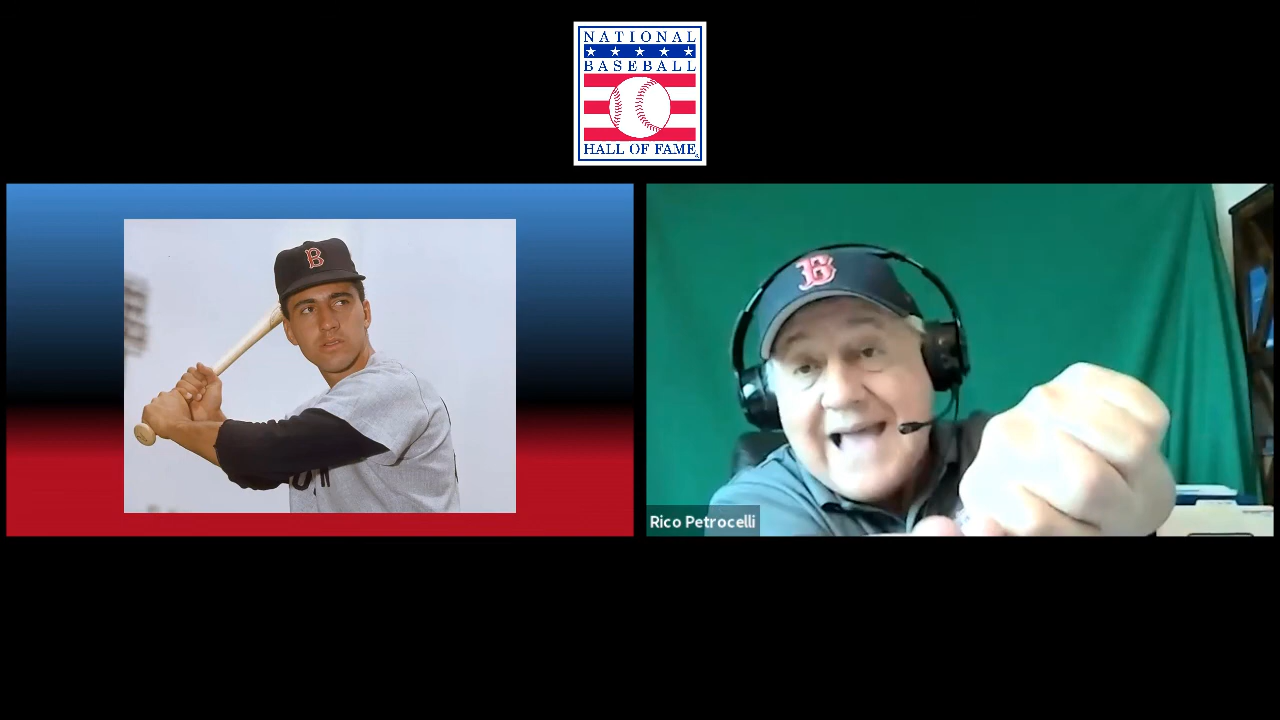 NATIONAL
BASEBALL
HALL OF FAME
B
B
Rico Petrocelli